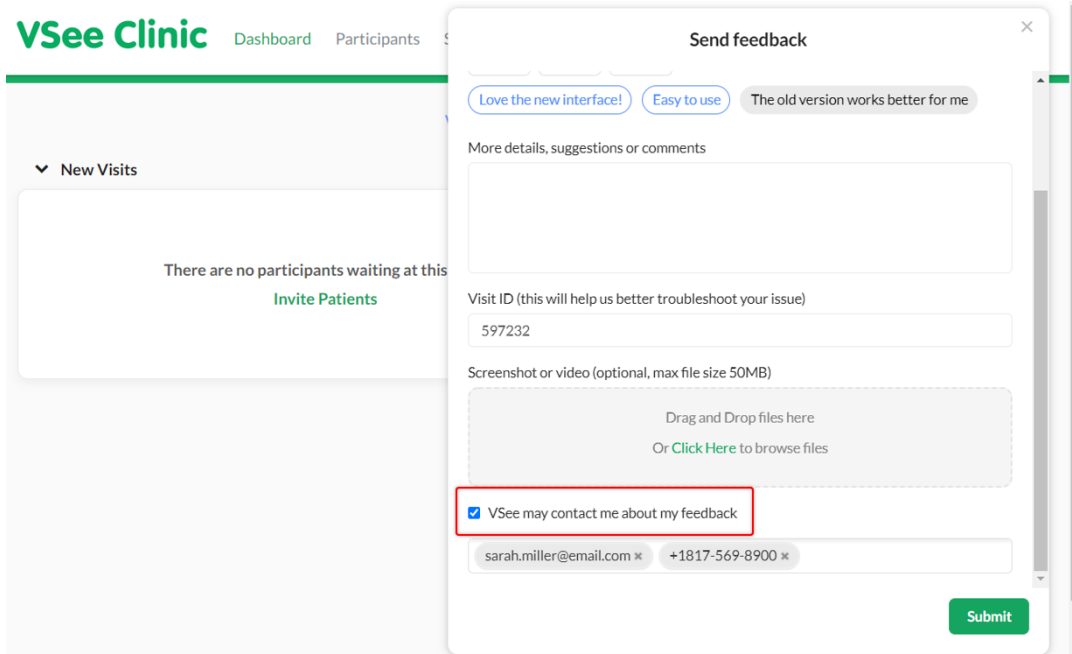 VSee Clinic
Dashboard
Participants
Send feedback
Love the new interface!
Easy to use
The old version works better for me
New Visits
There are no participants waiting at this
Invite Patients
More details, suggestions or comments
Visit ID (this will help us better troubleshoot your issue)
597232
Screenshot or video (optional, max file size 50MB)
Drag and Drop files here
Or Click Here to browse files
VSee may contact me about my feedback
sarah.miller@email.com
+1817-569-8900
Submit